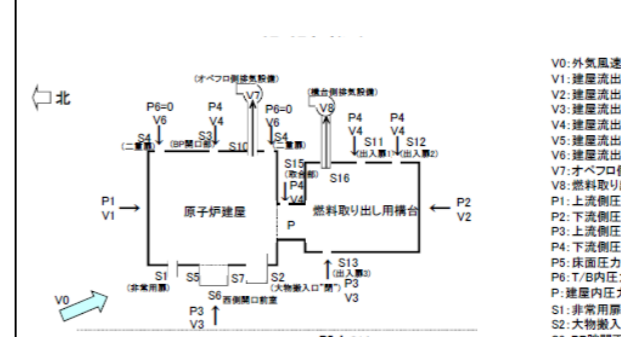 北
(オペフロ側排気設備)
(構台側排気設備)
V7
V8
P6=0
V6
P4
V4
P6=0
V6
P4
V4
P4
V4
S4
(二重扉)
S3
(BP開口部)
S10
S4
(二重扉)
S11
(出入扉1)
S12
(出入扉2)
S15
(取合部)
P4
V4
S16
P1
V1
原子炉建屋
P
燃料取り出し用構台
P2
V2
S1
(非常用扉)
S5
S7
S2
(大物搬入口"閉")
S6
西側開口前室
S13
(出入扉3)
P3
V3
P3
V3
V0
V0:外気風速
V1:建屋流出
V2:建屋流出
V3:建屋流出
V4:建屋流出
V5:建屋流出
V6:建屋流出
V7:オペフロ側
V8:燃料取り
P1:上流側圧
P2:下流側圧
P3:上流側圧
P4:下流側圧
P5:床面圧力
P6:T/B内圧
P:建屋内圧力
S1:非常用扉
S2:大物搬入